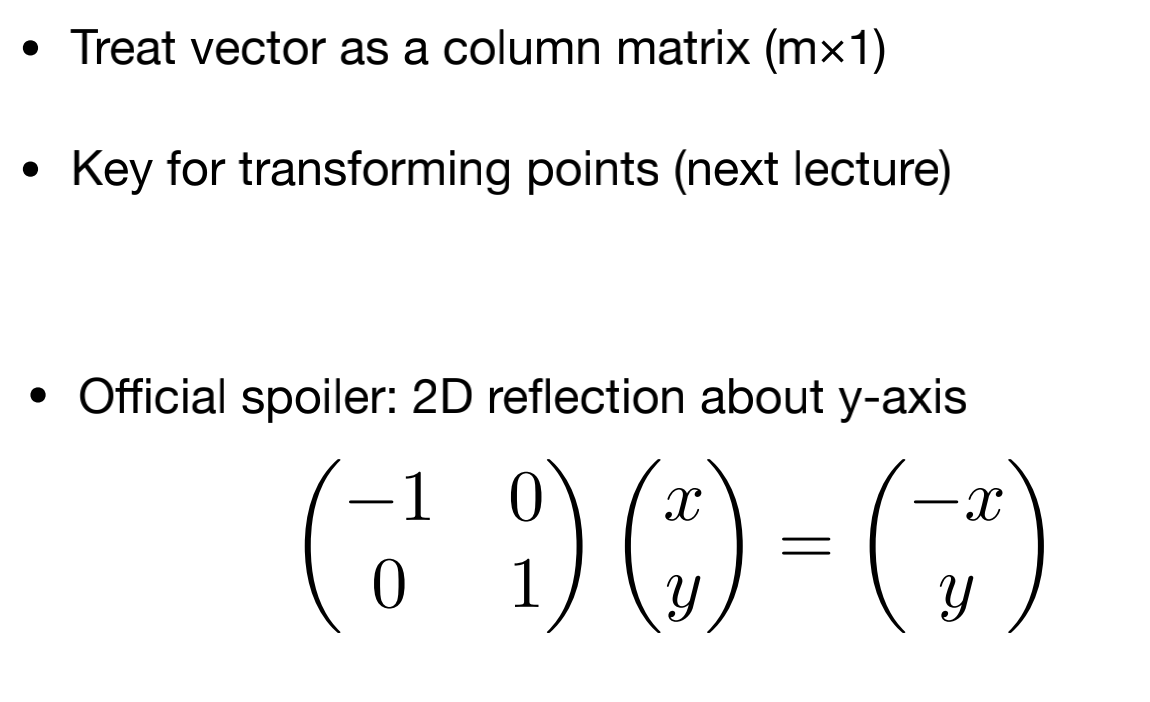 • Treat vector as a column matrix (m×1)
• Key for transforming points (next lecture)
• Official spoiler: 2D reflection about y-axis
(−1 0) (x) = (−x)
(0 1) (y) (y)